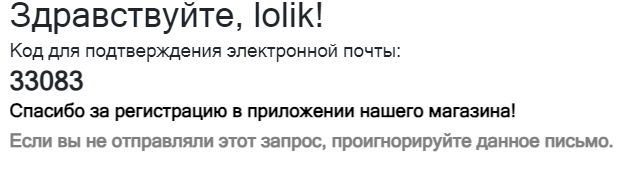 Здравствуйте, lolik!
Код для подтверждения электронной почты:
33083
Спасибо за регистрацию в приложении нашего магазина!
Если вы не отправляли этот запрос, проигнорируйте данное письмо.